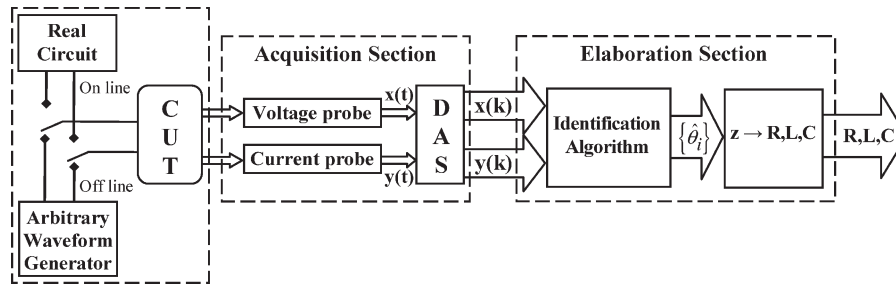 Real
Circuit
On line
Off line
Arbitrary
Waveform
Generator
C
U
T
Acquisition Section
Voltage probe
x(t)
Current probe
y(t)
D
A
S
x(k)
y(k)
Elaboration Section
Identification
Algorithm
{θ̂i}
z → R,L,C
R,L,C